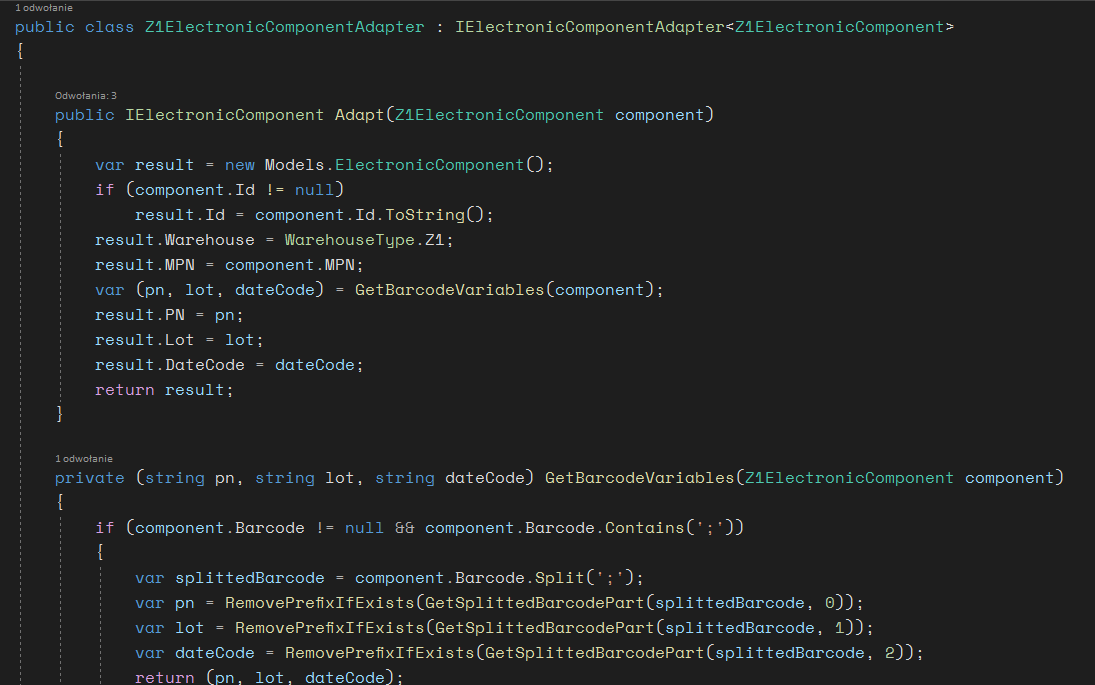 1 odwołanie
public class Z1ElectronicComponentAdapter : IElectronicComponentAdapter<Z1ElectronicComponent>
{
Odwołania: 3
public IElectronicComponent Adapt(Z1ElectronicComponent component)
{
var result = new Models.ElectronicComponent();
if (component.Id != null)
result.Id = component.Id.ToString();
result.Warehouse = WarehouseType.Z1;
result.MPN = component.MPN;
var (pn, lot, dateCode) = GetBarcodeVariables(component);
result.PN = pn;
result.Lot = lot;
result.DateCode = dateCode;
return result;
}
1 odwołanie
private (string pn, string lot, string dateCode) GetBarcodeVariables(Z1ElectronicComponent component)
{
if (component.Barcode != null && component.Barcode.Contains(';'))
{
var splittedBarcode = component.Barcode.Split(';');
var pn = RemovePrefixIfExists(GetSplittedBarcodePart(splittedBarcode, 0));
var lot = RemovePrefixIfExists(GetSplittedBarcodePart(splittedBarcode, 1));
var dateCode = RemovePrefixIfExists(GetSplittedBarcodePart(splittedBarcode, 2));
return (pn, lot, dateCode);